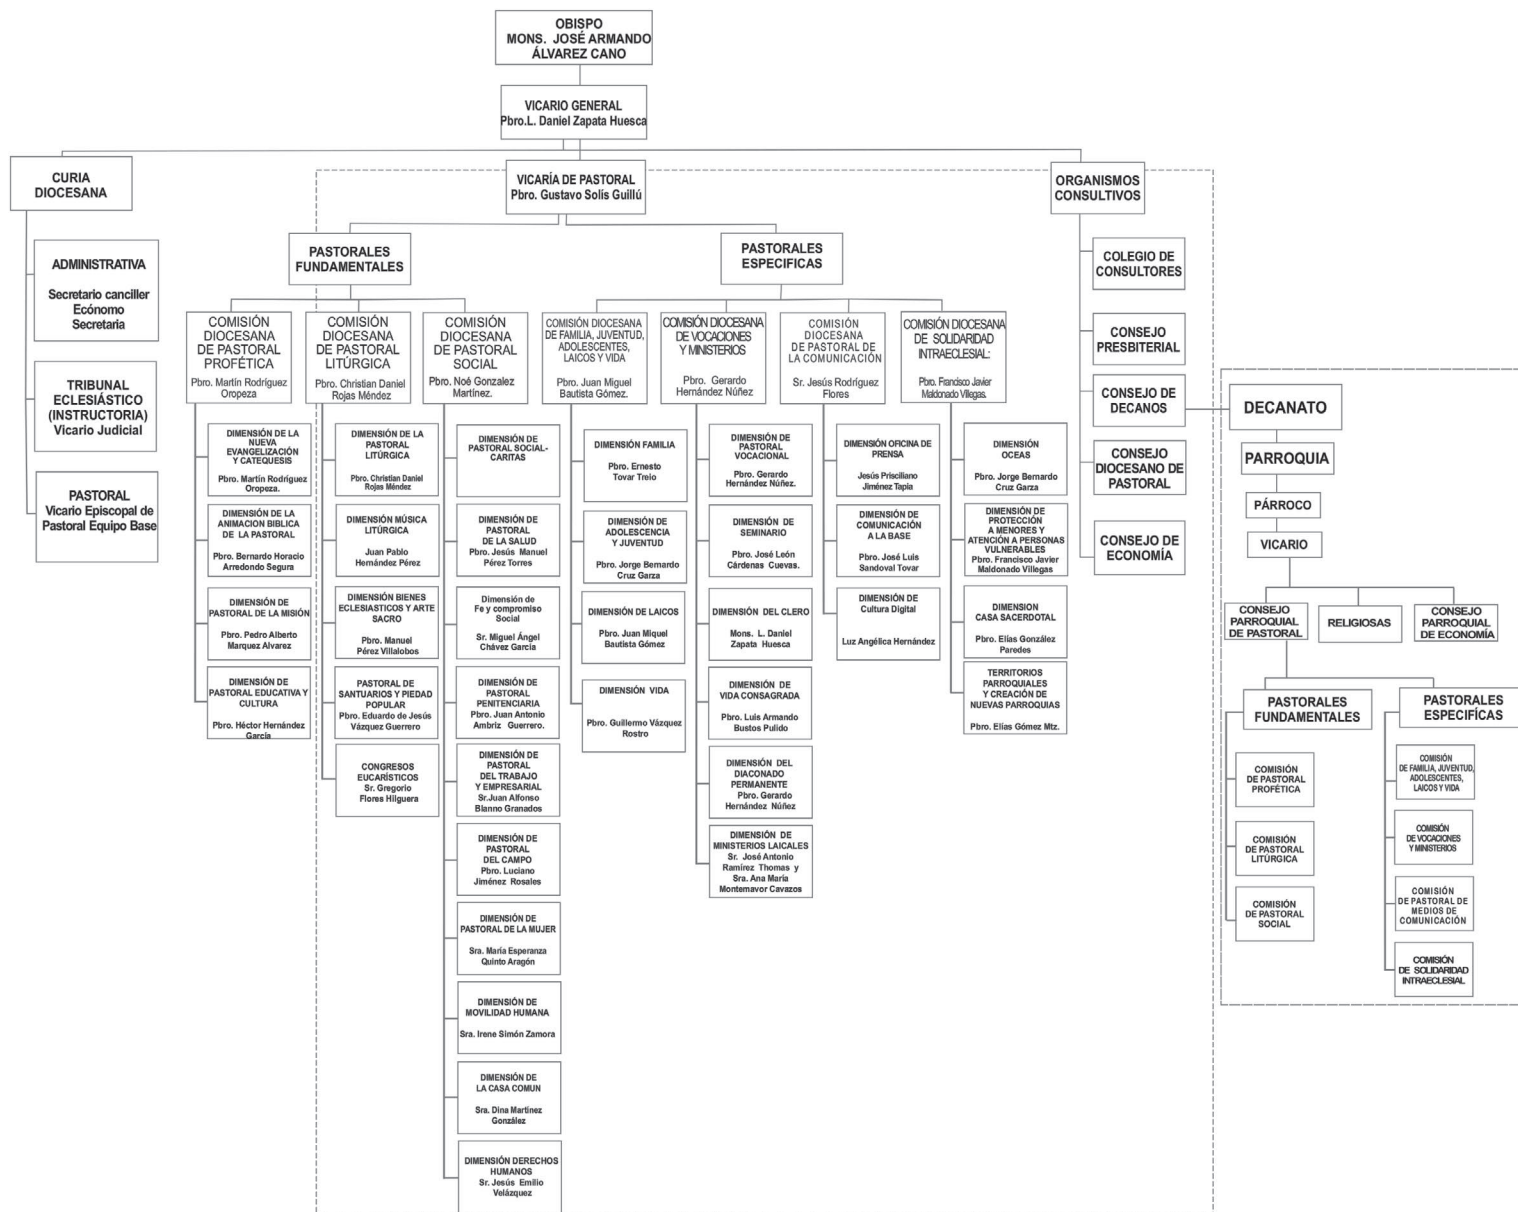 OBISPO
MONS. JOSÉ ARMANDO
ÁLVAREZ CANO
VICARIO GENERAL
Pbro.L. Daniel Zapata Huesca
CURIA
DIOCESANA
VICARÍA DE PASTORAL
Pbro. Gustavo Solís Guillú
ORGANISMOS
CONSULTIVOS
ADMINISTRATIVA
Secretario canciller
Ecónomo
Secretaria
TRIBUNAL
ECLESIÁSTICO
(INSTRUCTORIA)
Vicario Judicial
PASTORAL
Vicario Episcopal de
Pastoral Equipo Base
PASTORALES
FUNDAMENTALES
COMISIÓN
DIOCESANA
DE PASTORAL
PROFÉTICA
Pbro. Martín Rodríguez
Oropeza
DIMENSIÓN DE LA
NUEVA
EVANGELIZACIÓN
Y CATEQUESIS
Pbro. Martín Rodríguez
Oropeza.
DIMENSIÓN DE LA
ANIMACION BIBLICA
DE LA PASTORAL
Pbro. Bernardo Horacio
Arredondo Segura
DIMENSIÓN DE
PASTORAL DE LA MISIÓN
Pbro. Pedro Alberto
Marquez Alvarez
DIMENSIÓN DE
PASTORAL EDUCATIVA Y
CULTURA
Pbro. Héctor Hernández
García
COMISIÓN
DIOCESANA
DE PASTORAL
LITÚRGICA
Pbro. Christian Daniel
Rojas Méndez
DIMENSIÓN DE LA
PASTORAL
LITÚRGICA
Pbro. Christian Daniel
Rojas Méndez
DIMENSIÓN MÚSICA
LITÚRGICA
Juan Pablo
Hernández Pérez
DIMENSIÓN BIENES
ECLESIASTICOS Y ARTE
SACRO
Pbro. Manuel
Pérez Villalobos
PASTORAL DE
SANTUARIOS Y PIEDAD
POPULAR
Pbro. Eduardo de Jesús
Vázquez Guerrero
CONGRESOS
EUCARÍSTICOS
Sr. Gregorio
Flores Hilguera
COMISIÓN
DIOCESANA
DE PASTORAL
SOCIAL
Pbro. Noé Gonzalez
Martínez.
DIMENSIÓN DE
PASTORAL SOCIAL-
CARITAS
DIMENSIÓN DE
PASTORAL
DE LA SALUD
Pbro. Jesús Manuel
Pérez Torres
Dimensión de
Fe y compromiso
Social
Sr. Miguel Ángel
Chávez García
DIMENSIÓN DE
PASTORAL
PENITENCIARIA
Pbro. Juan Antonio
Ambriz Guerrero.
DIMENSIÓN DE
PASTORAL
DEL TRABAJO
Y EMPRESARIAL
Sr.Juan Alfonso
Blanno Granados
DIMENSIÓN DE
PASTORAL
DEL CAMPO
Pbro. Luciano
Jiménez Rosales
DIMENSIÓN DE
PASTORAL DE LA MUJER
Sra. María Esperanza
Quinto Aragón
DIMENSIÓN DE
MOVILIDAD HUMANA
Sra. Irene Simón Zamora
DIMENSIÓN DE
LA CASA COMUN
Sra. Dina Martínez
González
DIMENSIÓN DERECHOS
HUMANOS
Sr. Jesús Emilio
Velázquez
PASTORALES
ESPECIFICAS
COMISIÓN DIOCESANA
DE FAMILIA, JUVENTUD,
ADOLESCENTES,
LAICOS Y VIDA
Pbro. Juan Miguel
Bautista Gómez.
DIMENSIÓN FAMILIA
Pbro. Ernesto
Tovar Treio
DIMENSIÓN DE
ADOLESCENCIA
Y JUVENTUD
Pbro. Jorge Bernardo
Cruz Garza
DIMENSIÓN DE LAICOS
Pbro. Juan Miquel
Bautista Gómez
DIMENSIÓN VIDA
Pbro. Guillermo Vázquez
Rostro
COMISIÓN DIOCESANA
DE VOCACIONES
Y MINISTERIOS
Pbro. Gerardo
Hernández Núñez
DIMENSIÓN DE
PASTORAL
VOCACIONAL
Pbro. Gerardo
Hernández Núñez.
DIMENSIÓN DE
SEMINARIO
Pbro. José León
Cárdenas Cuevas.
DIMENSIÓN DEL CLERO
Mons. L. Daniel
Zapata Huesca
DIMENSIÓN DE
VIDA CONSAGRADA
Pbro. Luis Armando
Bustos Pulido
DIMENSIÓN DEL
DIACONADO
PERMANENTE
Pbro. Gerardo
Hernández Núñez
DIMENSIÓN DE
MINISTERIOS LAICALES
Sr. José Antonio
Ramírez Thomas y
Sra. Ana María
Montemavor Cavazos
COMISIÓN
DIOCESANA
DE PASTORAL DE
LA COMUNICACIÓN
Sr. Jesús Rodríguez
Flores
DIMENSIÓN OFICINA DE
PRENSA
Jesús Prisciliano
Jiménez Tapia
DIMENSIÓN DE
COMUNICACIÓN
A LA BASE
Pbro. José Luis
Sandoval Tovar
DIMENSIÓN DE
Cultura Digital
Luz Angélica Hernández
COMISIÓN DIOCESANA
DE SOLIDARIDAD
INTRAECLESIAL:
Pbro. Francisco Javier
Maldonado Villegas.
DIMENSIÓN
OCEAS
Pbro. Jorge Bernardo
Cruz Garza
DIMENSIÓN DE
PROTECCIÓN
A MENORES Y
ATENCIÓN A PERSONAS
VULNERABLES
Pbro. Francisco Javier
Maldonado Villegas
DIMENSION
CASA SACERDOTAL
Pbro. Elías González
Paredes
TERRITORIOS
PARROQUIALES
Y CREACIÓN DE
NUEVAS PARROQUIAS
Pbro. Elías Gómez Mtz.
COLEGIO DE
CONSULTORES
CONSEJO
PRESBITERIAL
CONSEJO DE
DECANOS
CONSEJO
DIOCESANO DE
PASTORAL
CONSEJO DE
ECONOMÍA
DECANATO
PARROQUIA
PÁRROCO
VICARIO
CONSEJO
PARROQUIAL
DE PASTORAL
RELIGIOSAS
CONSEJO
PARROQUIAL
DE ECONOMÍA
PASTORALES
FUNDAMENTALES
COMISIÓN
DE PASTORAL
PROFÉTICA
COMISIÓN
DE PASTORAL
LITÚRGICA
COMISIÓN
DE PASTORAL
SOCIAL
PASTORALES
ESPECIFÍCAS
COMISIÓN
DE FAMILIA, JUVENTUD,
ADOLESCENTES,
LAICOS Y VIDA
COMISIÓN
DE VOCACIONES
Y MINISTERIOS
COMISIÓN
DE PASTORAL DE
MEDIOS DE
COMUNICACIÓN
COMISIÓN
DE SOLIDARIDAD
INTRAECLESIAL